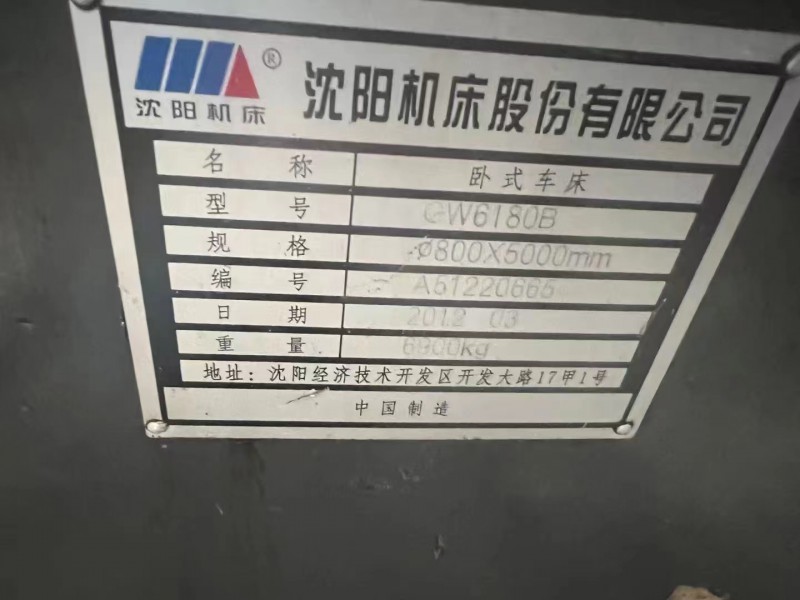 沈阳机床® 沈阳机床股份有限公司
名 称 卧式车床
型 号 CW6180B
规 格 φ800X5000mm
编 号 A51220665
日 期 2012 03
重 量 6900kg
地址：沈阳经济技术开发区开发大路17甲1号
中国制造